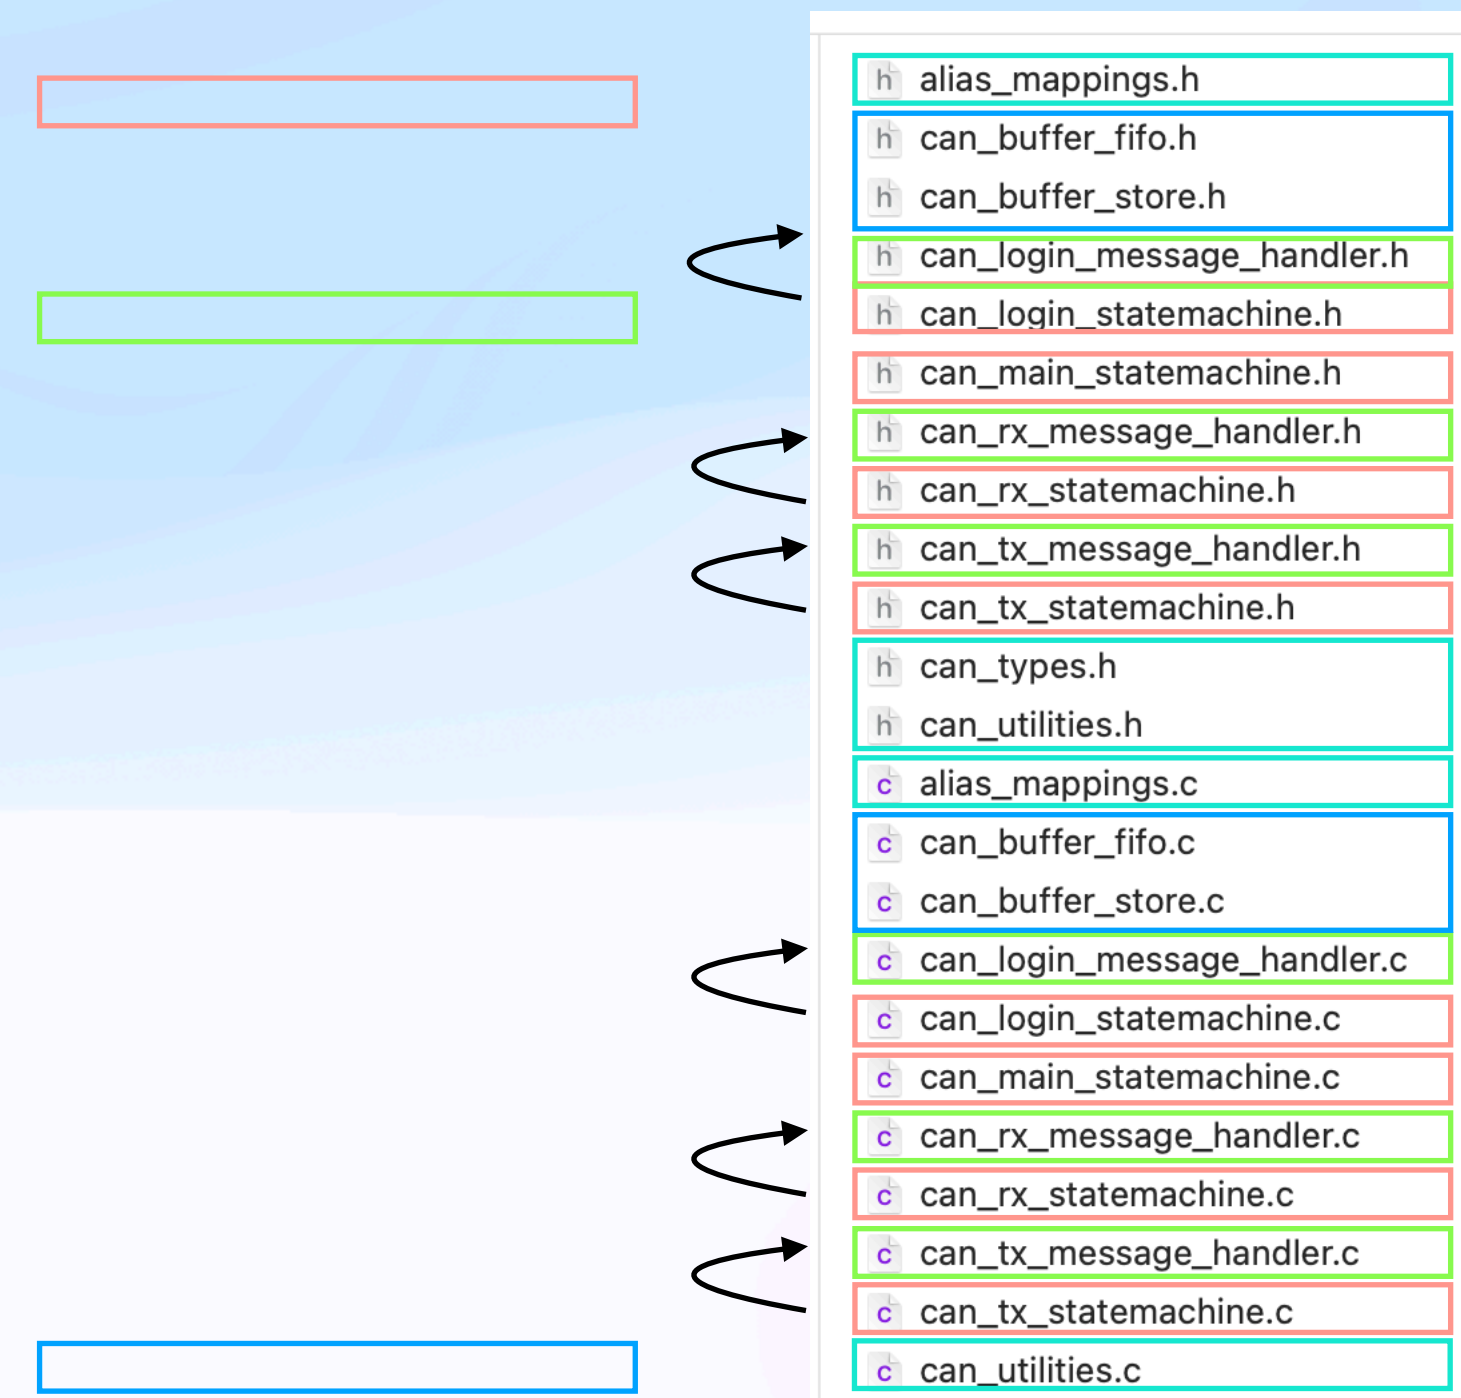 h alias_mappings.h
h can_buffer_fifo.h
h can_buffer_store.h
h can_login_message_handler.h
h can_login_statemachine.h
h can_main_statemachine.h
h can_rx_message_handler.h
h can_rx_statemachine.h
h can_tx_message_handler.h
h can_tx_statemachine.h
h can_types.h
h can_utilities.h
c alias_mappings.c
c can_buffer_fifo.c
c can_buffer_store.c
c can_login_message_handler.c
c can_login_statemachine.c
c can_main_statemachine.c
c can_rx_message_handler.c
c can_rx_statemachine.c
c can_tx_message_handler.c
c can_tx_statemachine.c
c can_utilities.c